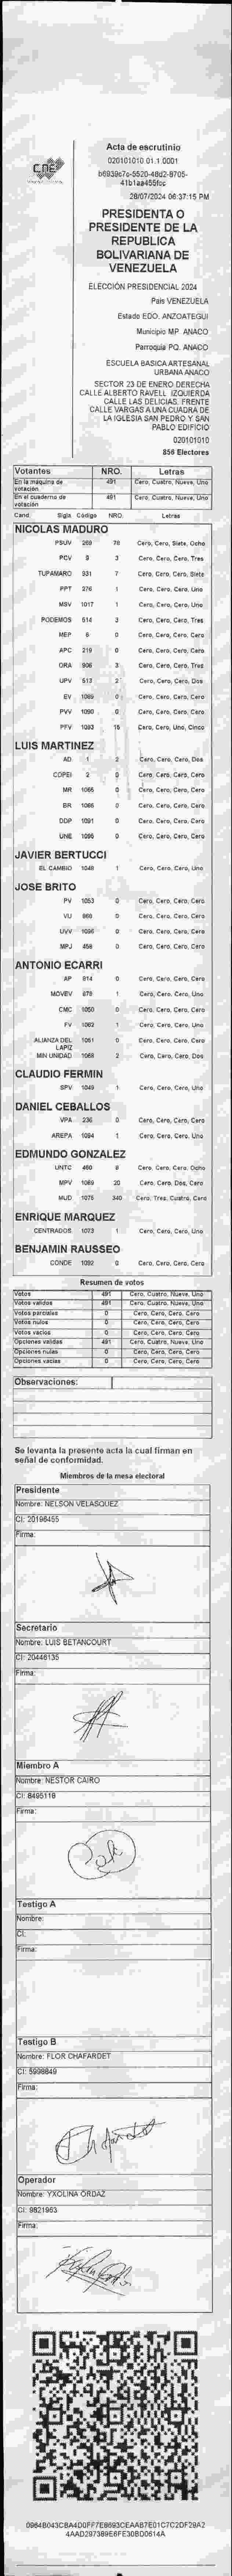 CNE
Acta de escrutinio
020101010.01.1.0001
b6939c7c-5520-48d2-8705-
41b1aa455fcc
28/07/2024 06:37:15 PM
PRESIDENTA O
PRESIDENTE DE LA
REPUBLICA
BOLIVARIANA DE
VENEZUELA
ELECCIÓN PRESIDENCIAL 2024
País VENEZUELA
Estado EDO. ANZOATEGUI
Municipio MP. ANACO
Parroquia PQ. ANACO
ESCUELA BASICA ARTESANAL
URBANA ANACO
SECTOR 23 DE ENERO DERECHA
CALLE ALBERTO RAVELL. IZQUIERDA
CALLE LAS DELICIAS. FRENTE
CALLE VARGAS A UNA CUADRA DE
LA IGLESIA SAN PEDRO Y SAN
PABLO EDIFICIO
020101010
856 Electores
Votantes NRO. Letras
En la máquina de votación 491 Cero, Cuatro, Nueve, Uno
En el cuaderno de votación 491 Cero, Cuatro, Nueve, Uno
Cand. Sigla Código NRO. Letras
NICOLAS MADURO
PSUV 269 78 Cero, Cero, Siete, Ocho
PCV 9 3 Cero, Cero, Cero, Tres
TUPAMARO 931 7 Cero, Cero, Cero, Siete
PPT 276 1 Cero, Cero, Cero, Uno
MSV 1017 1 Cero, Cero, Cero, Uno
PODEMOS 514 3 Cero, Cero, Cero, Tres
MEP 6 0 Cero, Cero, Cero, Cero
APC 219 0 Cero, Cero, Cero, Cero
ORA 906 3 Cero, Cero, Cero, Tres
UPV 512 2 Cero, Cero, Cero, Dos
EV 1089 0 Cero, Cero, Cero, Cero
PVV 1090 0 Cero, Cero, Cero, Cero
PFV 1093 15 Cero, Cero, Uno, Cinco
LUIS MARTINEZ
AD 1 2 Cero, Cero, Cero, Dos
COPEI 2 0 Cero, Cero, Cero, Cero
MR 1065 0 Cero, Cero, Cero, Cero
BR 1066 0 Cero, Cero, Cero, Cero
DDP 1091 0 Cero, Cero, Cero, Cero
UNE 1095 0 Cero, Cero, Cero, Cero
JAVIER BERTUCCI
EL CAMBIO 1048 1 Cero, Cero, Cero, Uno
JOSE BRITO
PV 1053 0 Cero, Cero, Cero, Cero
VU 969 0 Cero, Cero, Cero, Cero
UVV 1096 0 Cero, Cero, Cero, Cero
MPJ 458 0 Cero, Cero, Cero, Cero
ANTONIO ECARRI
AP 814 0 Cero, Cero, Cero, Cero
MOVEV 879 1 Cero, Cero, Cero, Uno
CMC 1050 0 Cero, Cero, Cero, Cero
FV 1062 1 Cero, Cero, Cero, Uno
ALIANZA DEL LAPIZ 1051 0 Cero, Cero, Cero, Cero
MIN UNIDAD 1068 2 Cero, Cero, Cero, Dos
CLAUDIO FERMIN
SPV 1049 1 Cero, Cero, Cero, Uno
DANIEL CEBALLOS
VPA 236 0 Cero, Cero, Cero, Cero
AREPA 1094 1 Cero, Cero, Cero, Uno
EDMUNDO GONZALEZ
UNTC 460 8 Cero, Cero, Cero, Ocho
MPV 1069 20 Cero, Cero, Dos, Cero
MUD 1075 340 Cero, Tres, Cuatro, Cero
ENRIQUE MARQUEZ
CENTRADOS 1073 1 Cero, Cero, Cero, Uno
BENJAMIN RAUSSEO
CONDE 1092 0 Cero, Cero, Cero, Cero
Resumen de votos
Votos 491 Cero, Cuatro, Nueve, Uno
Votos validos 491 Cero, Cuatro, Nueve, Uno
Votos parciales 0 Cero, Cero, Cero, Cero
Votos nulos 0 Cero, Cero, Cero, Cero
Votos vacios 0 Cero, Cero, Cero, Cero
Opciones validas 491 Cero, Cuatro, Nueve, Uno
Opciones nulas 0 Cero, Cero, Cero, Cero
Opciones vacias 0 Cero, Cero, Cero, Cero
Observaciones:
Se levanta la presente acta la cual firman en
señal de conformidad.
Miembros de la mesa electoral
Presidente
Nombre: NELSON VELASQUEZ
CI: 20196455
Firma:
Secretario
Nombre: LUIS BETANCOURT
CI: 20446135
Firma:
Miembro A
Nombre: NESTOR CAIRO
CI: 8495119
Firma:
Testigo A
Nombre:
CI:
Firma:
Testigo B
Nombre: FLOR CHAFARDET
CI: 5998849
Firma:
Operador
Nombre: YXOLINA ORDAZ
CI: 9821963
Firma:
0964B043CBA4D0FF7E8693CEAAB7E01C7C2DF29A2
4AAD297389E6FE30BD0614A